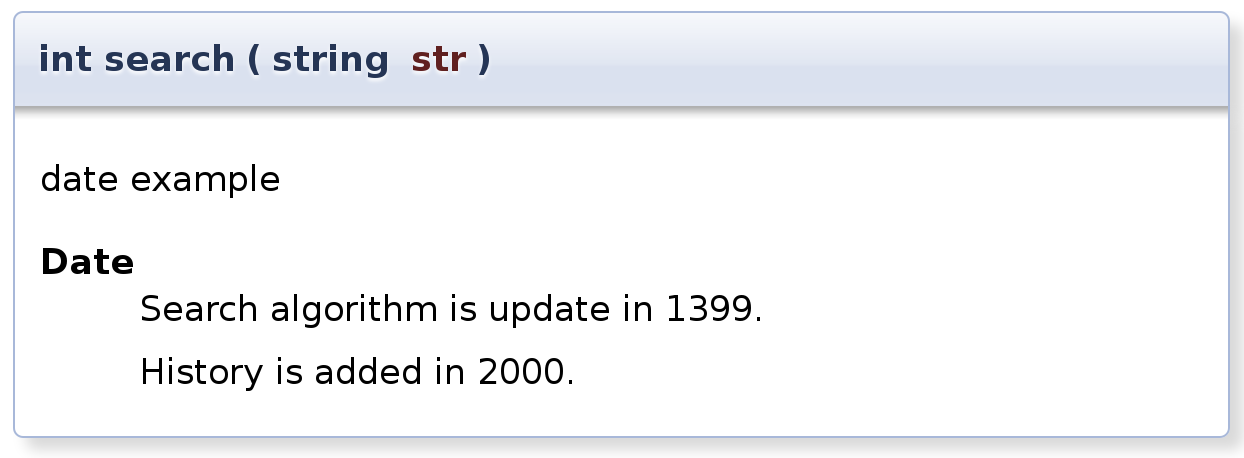 int search ( string str )
date example
Date
Search algorithm is update in 1399.
History is added in 2000.